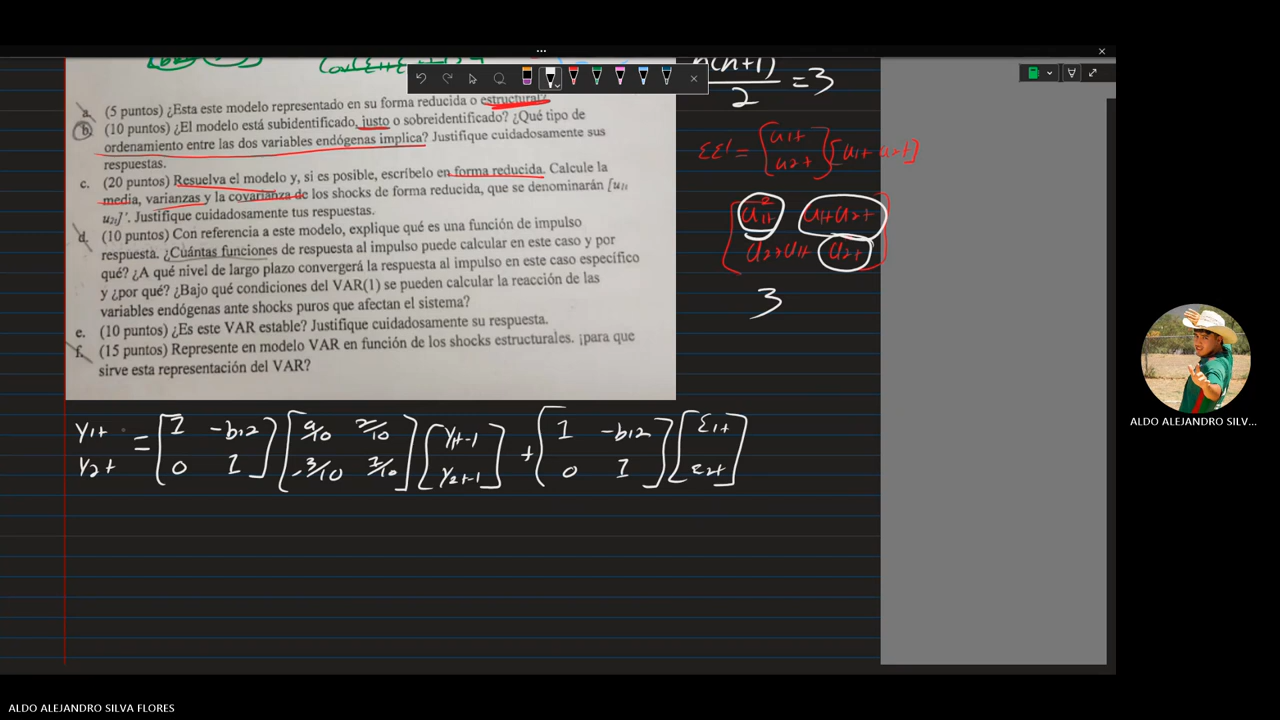 n(n+1)
2
= 3
a. (5 puntos) ¿Esta este modelo representado en su forma reducida o estructural?
b. (10 puntos) ¿El modelo está subidentificado, justo o sobreidentificado? ¿Qué tipo de
ordenamiento entre las dos variables endógenas implica? Justifique cuidadosamente sus
respuestas.
c. (20 puntos) Resuelva el modelo y, si es posible, escríbelo en forma reducida. Calcule la
media, varianzas y la covarianza de los shocks de forma reducida, que se denominarán [u1t
u2t]'. Justifique cuidadosamente tus respuestas.
d. (10 puntos) Con referencia a este modelo, explique qué es una función de impulso
respuesta. ¿Cuántas funciones de respuesta al impulso puede calcular en este caso y por
qué? ¿A qué nivel de largo plazo convergerá la respuesta al impulso en este caso específico
y ¿por qué? ¿Bajo qué condiciones del VAR(1) se pueden calcular la reacción de las
variables endógenas ante shocks puros que afectan el sistema?
e. (10 puntos) ¿Es este VAR estable? Justifique cuidadosamente su respuesta.
f. (15 puntos) Represente en modelo VAR en función de los shocks estructurales. ¡para que
sirve esta representación del VAR?
ΣΣ' = [u1t u2t] [u1t u2t]
u1t² u1t u2t
u2t u1t u2t
3
y1t = [1 -b12] [9/10 2/10] [y1t-1] + [1 -b12] [ε1t]
y2t [0 1] [-3/10 3/10] [y2t-1] [0 1] [ε2t]
ALDO ALEJANDRO SILV...
ALDO ALEJANDRO SILVA FLORES